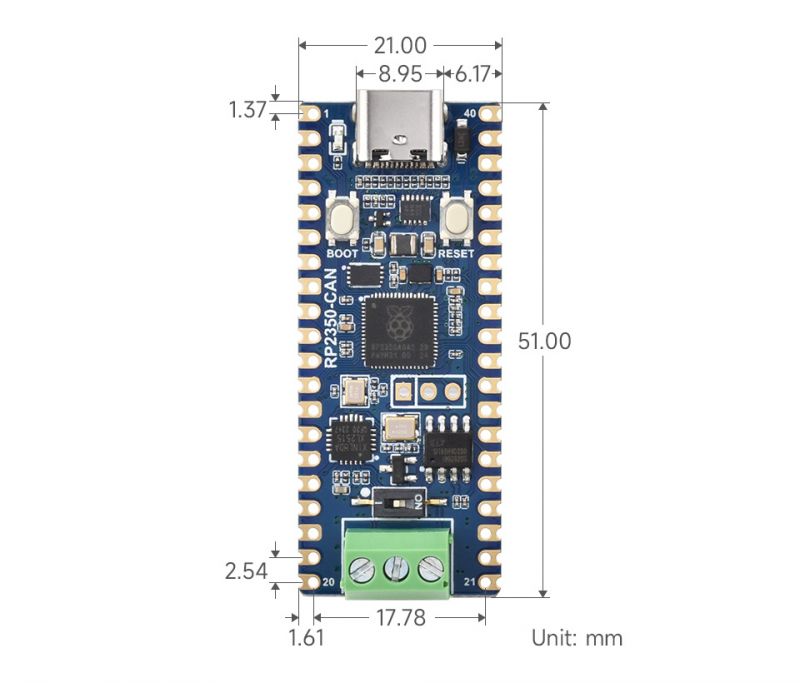 21.00
8.95
6.17
1.37
1
40
BOOT
RESET
RP2350-CAN
51.00
XL2515
ON
2.54
20
21
17.78
1.61
Unit: mm